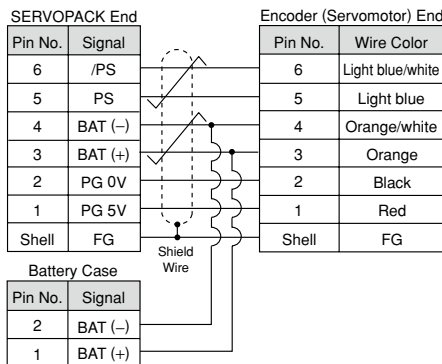 SERVOPACK End
Pin No. Signal
6 /PS
5 PS
4 BAT (−)
3 BAT (+)
2 PG 0V
1 PG 5V
Shell FG
Shield
Wire
Encoder (Servomotor) End
Pin No. Wire Color
6 Light blue/white
5 Light blue
4 Orange/white
3 Orange
2 Black
1 Red
Shell FG
Battery Case
Pin No. Signal
2 BAT (−)
1 BAT (+)